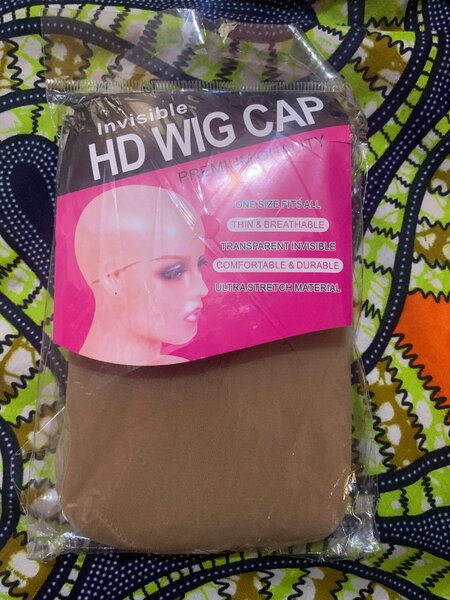 Invisible
HD WIG CAP
PREMIUM QUALITY
ONE SIZE FITS ALL
THIN & BREATHABLE
TRANSPARENT INVISIBLE
COMFORTABLE & DURABLE
ULTRA STRETCH MATERIAL